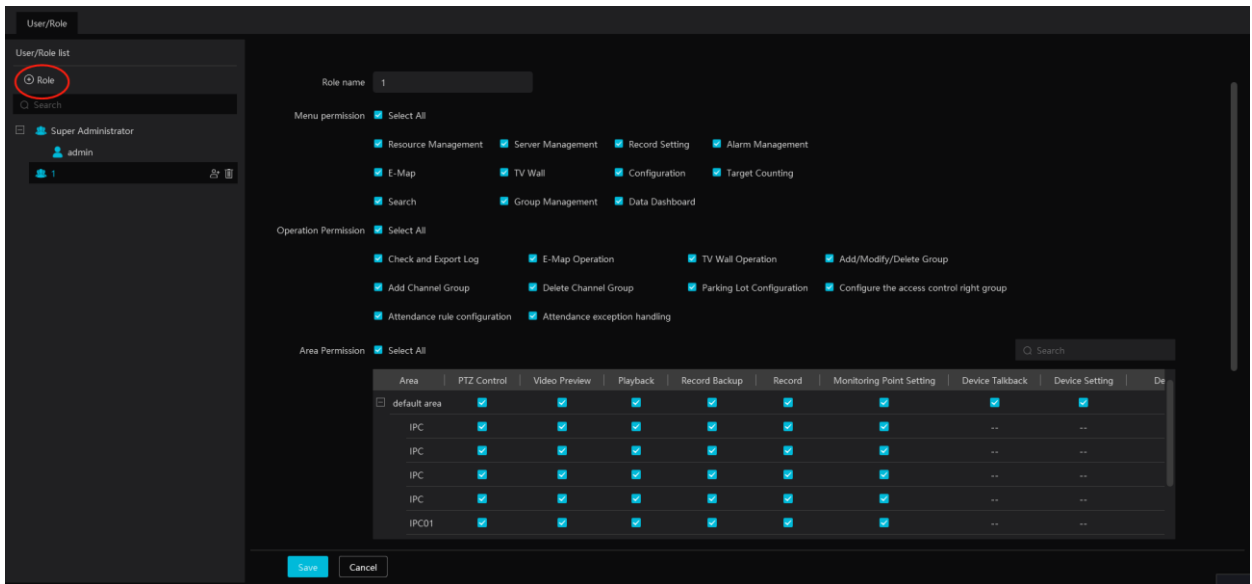 User/Role
User/Role list
Role
Search
Super Administrator
admin
1
Role name 1
Menu permission Select All
Resource Management Server Management Record Setting Alarm Management
E-Map TV Wall Configuration Target Counting
Search Group Management Data Dashboard
Operation Permission Select All
Check and Export Log E-Map Operation TV Wall Operation Add/Modify/Delete Group
Add Channel Group Delete Channel Group Parking Lot Configuration Configure the access control right group
Attendance rule configuration Attendance exception handling
Area Permission Select All Search
Area PTZ Control Video Preview Playback Record Backup Record Monitoring Point Setting Device Talkback Device Setting De
default area
IPC -- --
IPC -- --
IPC -- --
IPC -- --
IPC01 -- --
Save Cancel